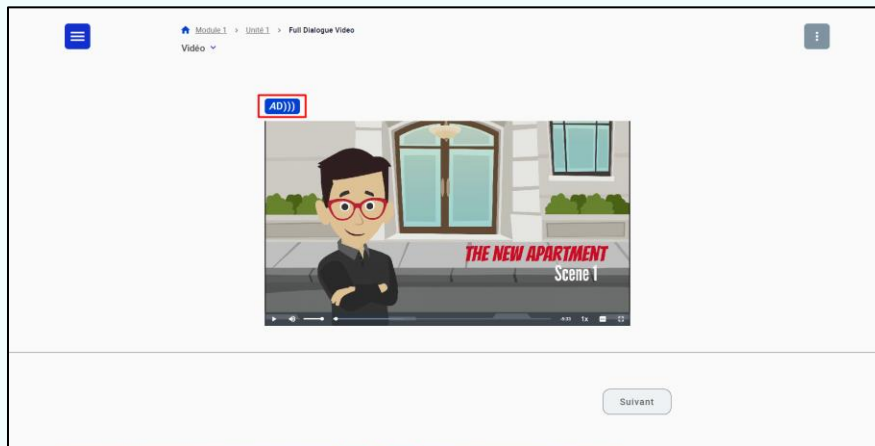 Module 1 > Unité 1 > Full Dialogue Video
Vidéo
AD)))
THE NEW APARTMENT
Scene 1
1x
Suivant